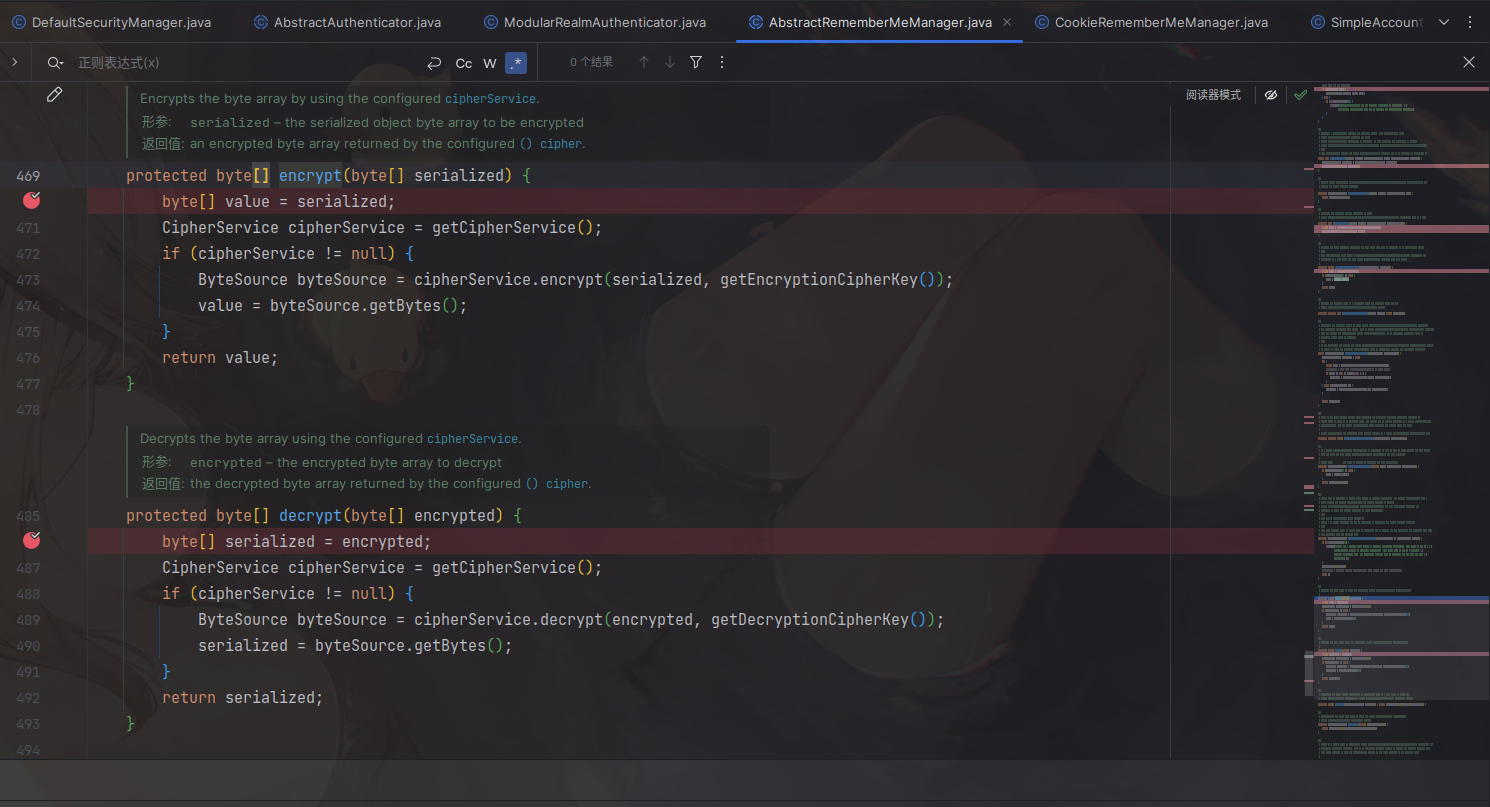 DefaultSecurityManager.java AbstractAuthenticator.java ModularRealmAuthenticator.java AbstractRememberMeManager.java CookieRememberMeManager.java SimpleAccount
正则表达式(x) Cc W .* 0 个结果
阅读器模式
Encrypts the byte array by using the configured cipherService.
形参: serialized – the serialized object byte array to be encrypted
返回值: an encrypted byte array returned by the configured () cipher.
469 protected byte[] encrypt(byte[] serialized) {
byte[] value = serialized;
471 CipherService cipherService = getCipherService();
472 if (cipherService != null) {
473 ByteSource byteSource = cipherService.encrypt(serialized, getEncryptionCipherKey());
474 value = byteSource.getBytes();
475 }
476 return value;
477 }
478
Decrypts the byte array using the configured cipherService.
形参: encrypted – the encrypted byte array to decrypt
返回值: the decrypted byte array returned by the configured () cipher.
485 protected byte[] decrypt(byte[] encrypted) {
byte[] serialized = encrypted;
487 CipherService cipherService = getCipherService();
488 if (cipherService != null) {
489 ByteSource byteSource = cipherService.decrypt(encrypted, getDecryptionCipherKey());
490 serialized = byteSource.getBytes();
491 }
492 return serialized;
493 }
494